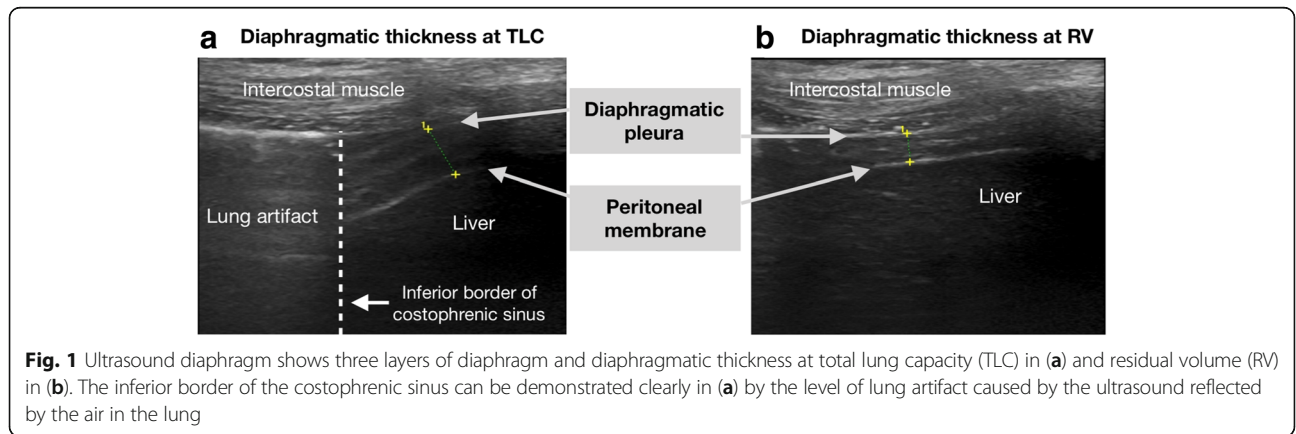 a Diaphragmatic thickness at TLC
b Diaphragmatic thickness at RV
Intercostal muscle
Lung artifact
Liver
Inferior border of
costophrenic sinus
1
Diaphragmatic
pleura
Peritoneal
membrane
Intercostal muscle
1
Liver
Fig. 1 Ultrasound diaphragm shows three layers of diaphragm and diaphragmatic thickness at total lung capacity (TLC) in (a) and residual volume (RV)
in (b). The inferior border of the costophrenic sinus can be demonstrated clearly in (a) by the level of lung artifact caused by the ultrasound reflected
by the air in the lung